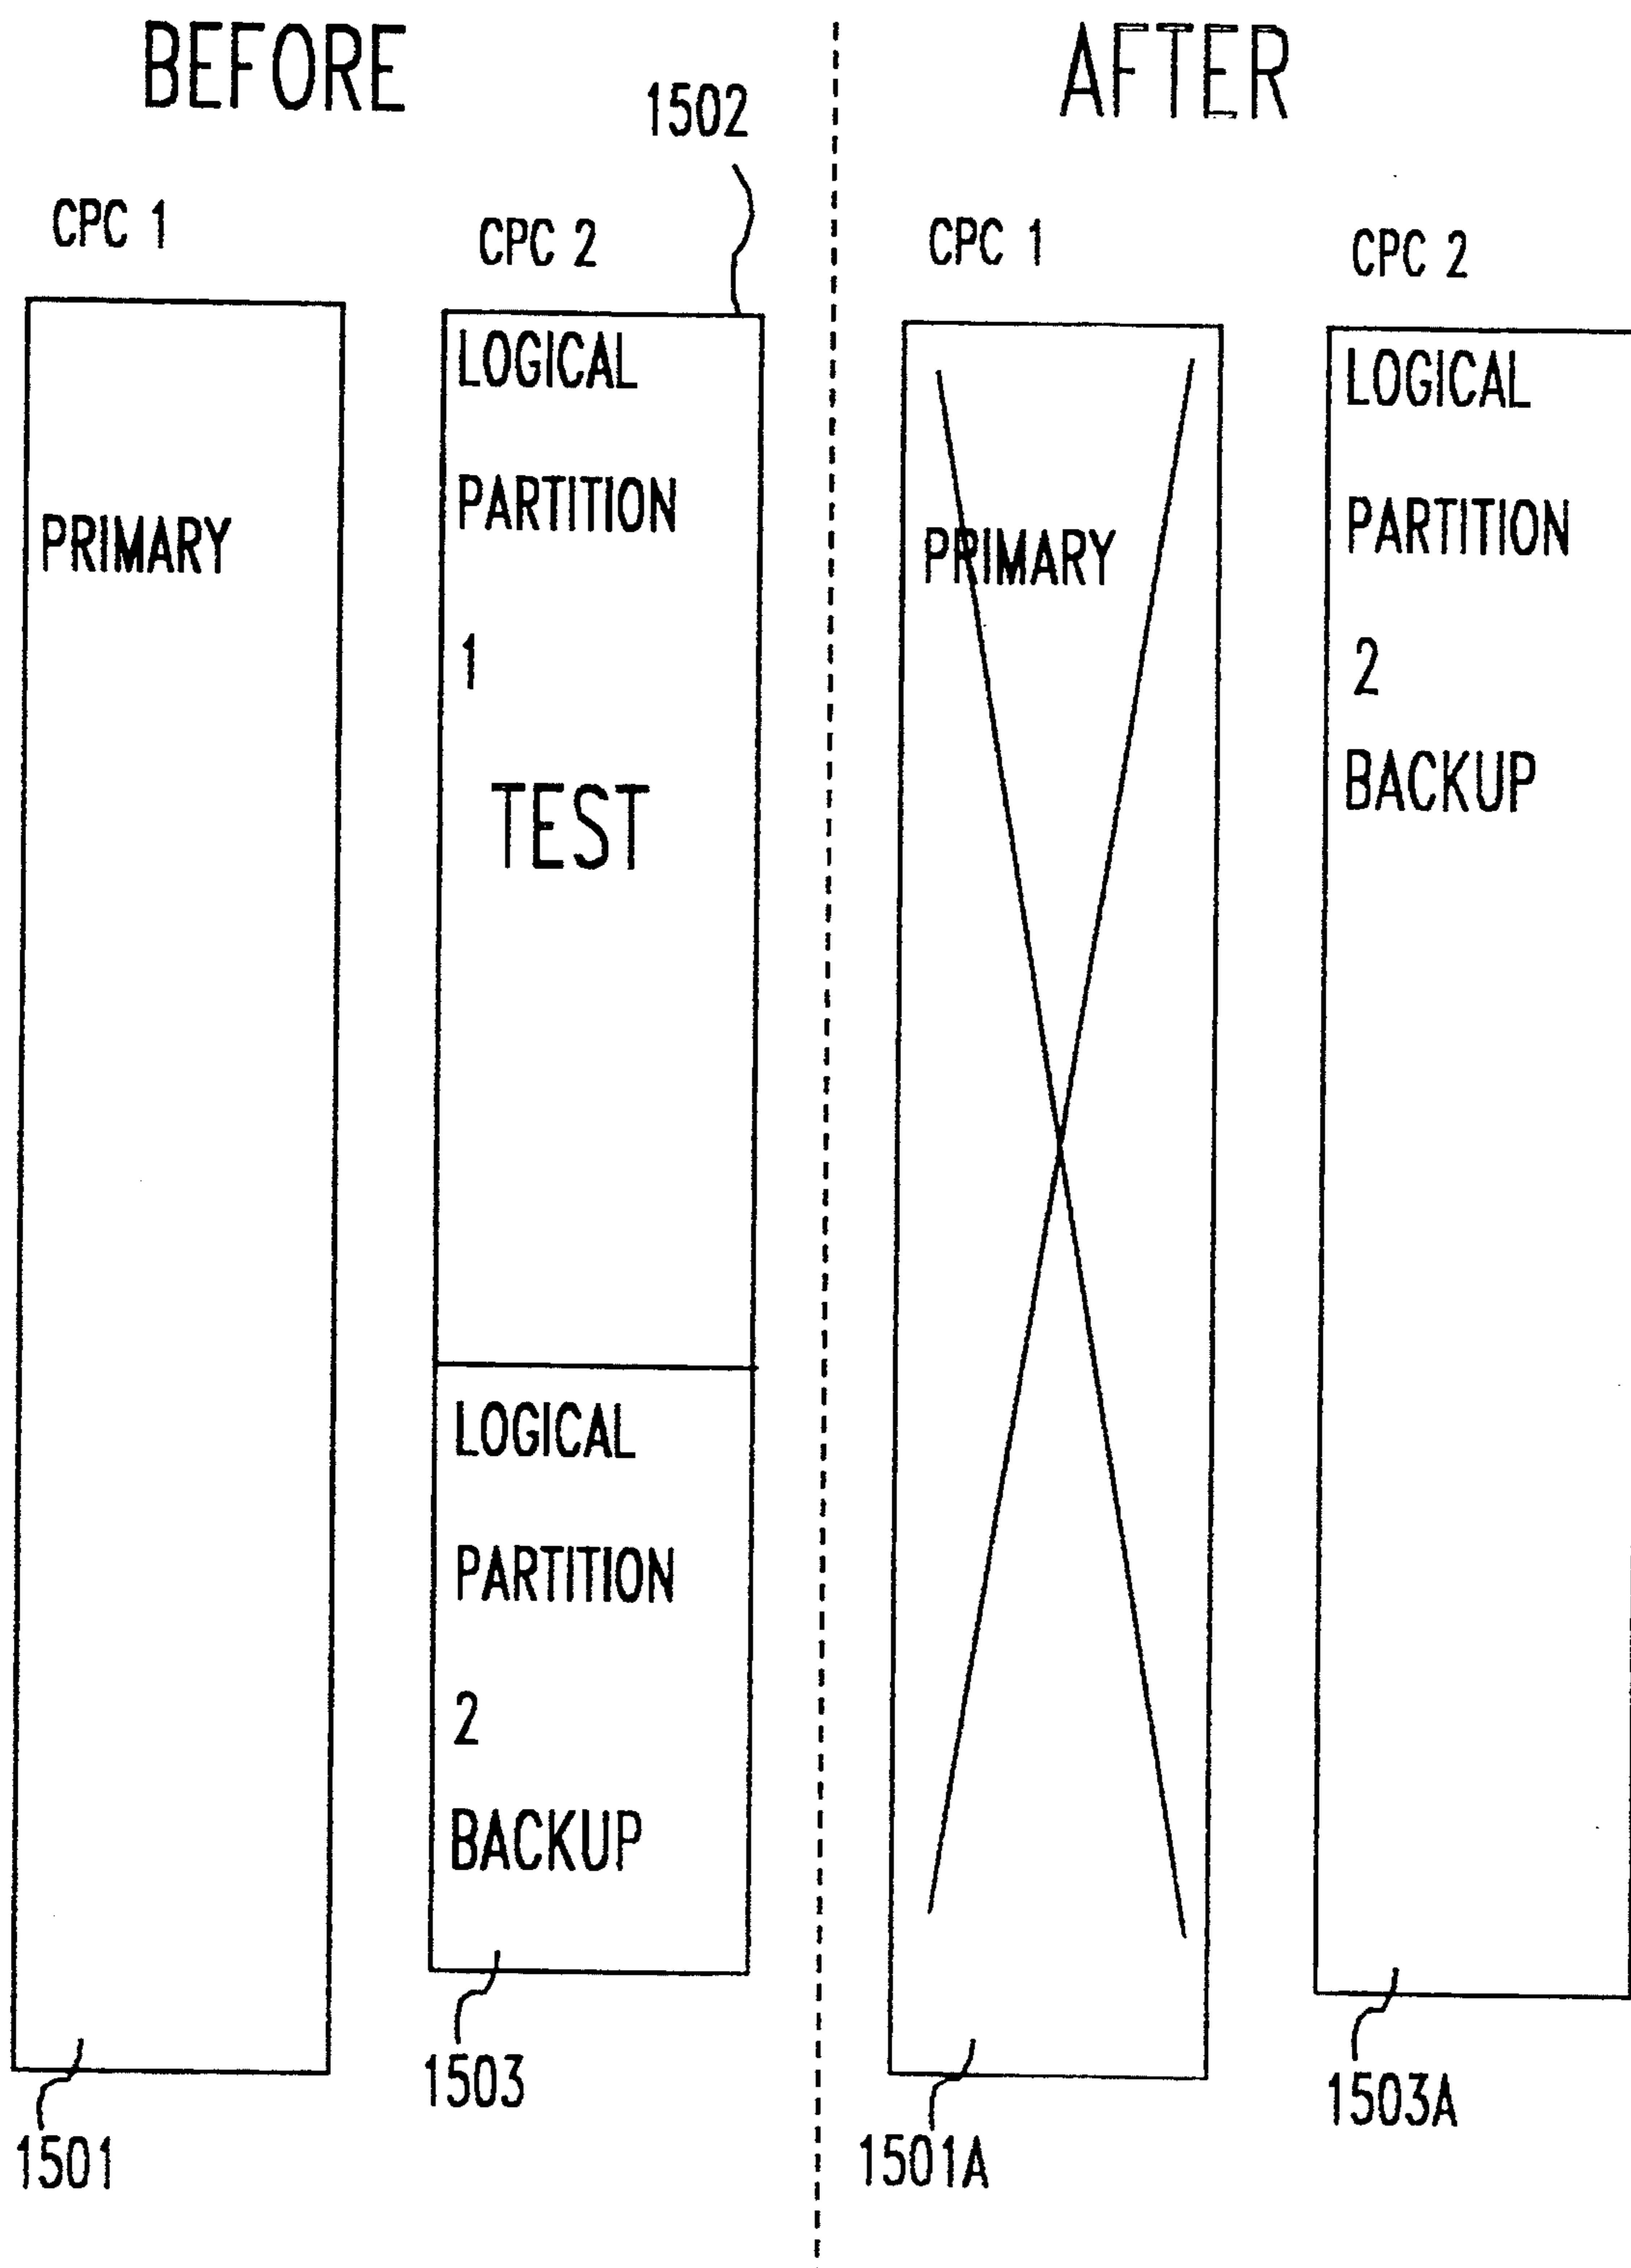 BEFORE
1502
CPC 1
CPC 2
PRIMARY
LOGICAL
PARTITION
1
TEST
LOGICAL
PARTITION
2
BACKUP
1503
1501
AFTER
CPC 1
CPC 2
PRIMARY
LOGICAL
PARTITION
2
BACKUP
1503A
1501A